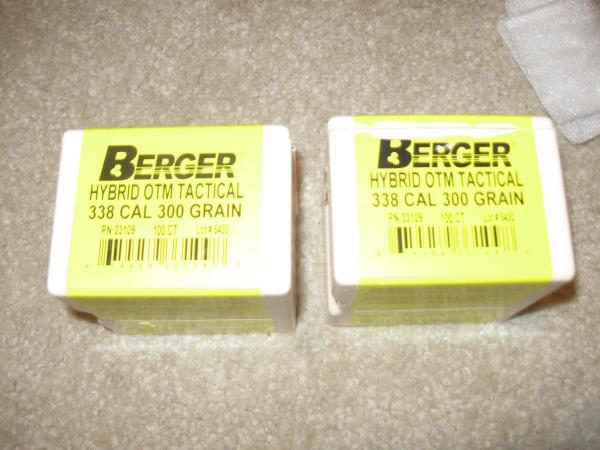 BERGER
HYBRID OTM TACTICAL
338 CAL 300 GRAIN
PN:33109 100 CT Lot # 5430
BERGER
HYBRID OTM TACTICAL
338 CAL 300 GRAIN
PN:33109 100 CT Lot # 5430